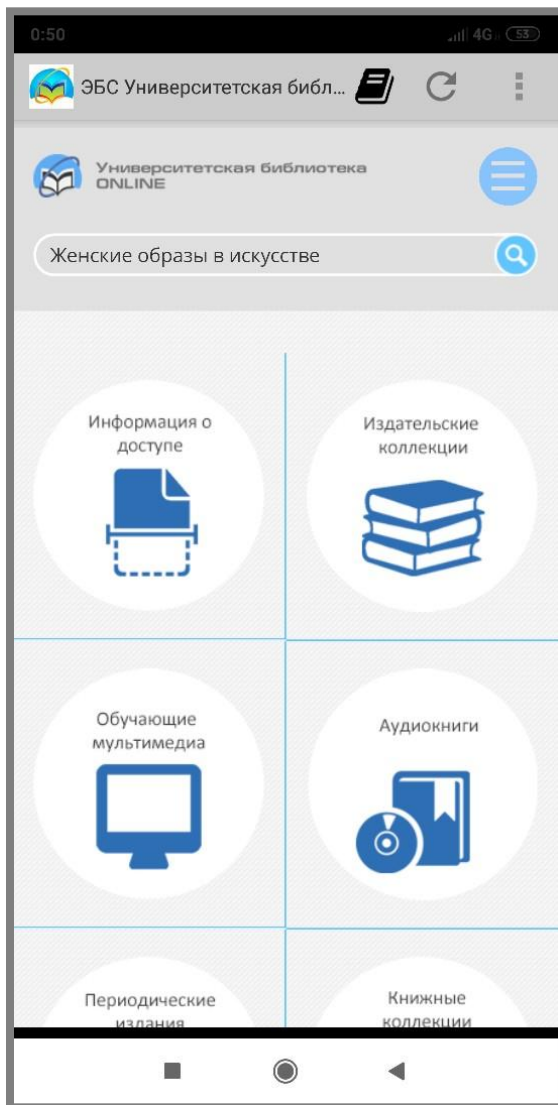 0:50
4G 53
ЭБС Университетская библ...
Университетская библиотека
ONLINE
Женские образы в искусстве
Информация о
доступе
Издательские
коллекции
Обучающие
мультимедиа
Аудиокниги
Периодические
издания
Книжные
коллекции